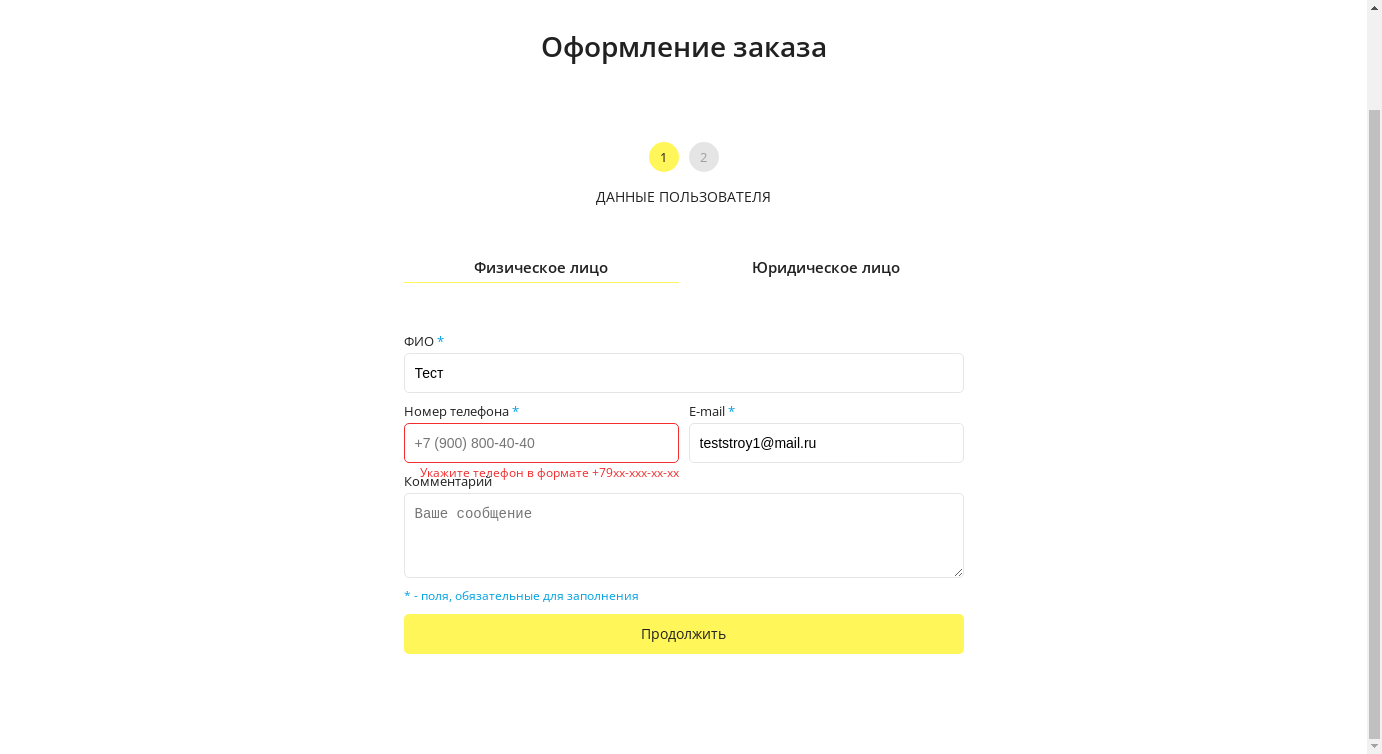 Оформление заказа
1 2
ДАННЫЕ ПОЛЬЗОВАТЕЛЯ
Физическое лицо Юридическое лицо
ФИО *
Тест
Номер телефона * E-mail *
+7 (900) 800-40-40 teststroy1@mail.ru
Укажите телефон в формате +79xx-xxx-xx-xx
Комментарий
Ваше сообщение
* - поля, обязательные для заполнения
Продолжить